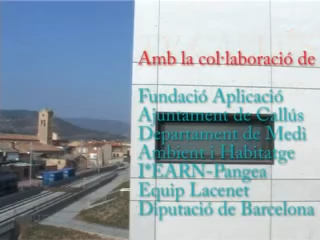 Amb la col·laboració de
Fundació Aplicació
Ajuntament de Callús
Departament de Medi
Ambient i Habitatge
I*EARN-Pangea
Equip Lacenet
Diputació de Barcelona